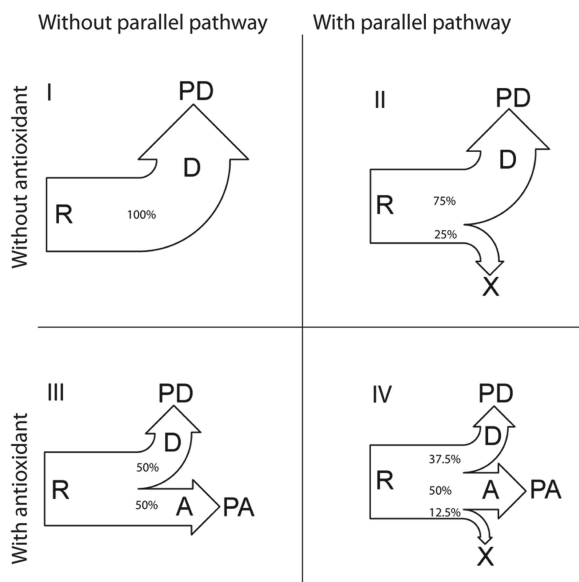 Without parallel pathway
With parallel pathway
Without antioxidant
I
PD
D
R
100%
II
PD
D
R
75%
25%
X
With antioxidant
III
PD
D
50%
R
50%
A
PA
IV
PD
D
37.5%
R
50%
A
PA
12.5%
X